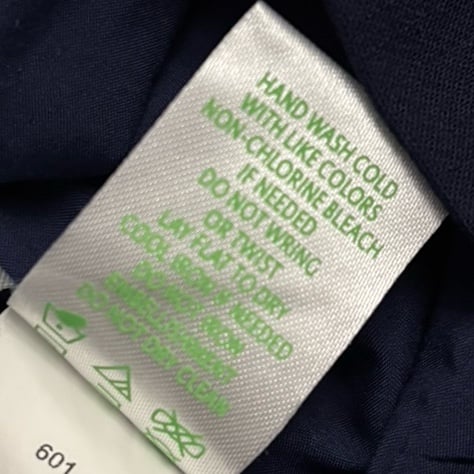 HAND WASH COLD
WITH LIKE COLORS
NON-CHLORINE BLEACH
IF NEEDED
DO NOT WRING
OR TWIST
LAY FLAT TO DRY
COOL IRON IF NEEDED
DO NOT IRON
EMBELLISHMENT
DO NOT DRY CLEAN
601